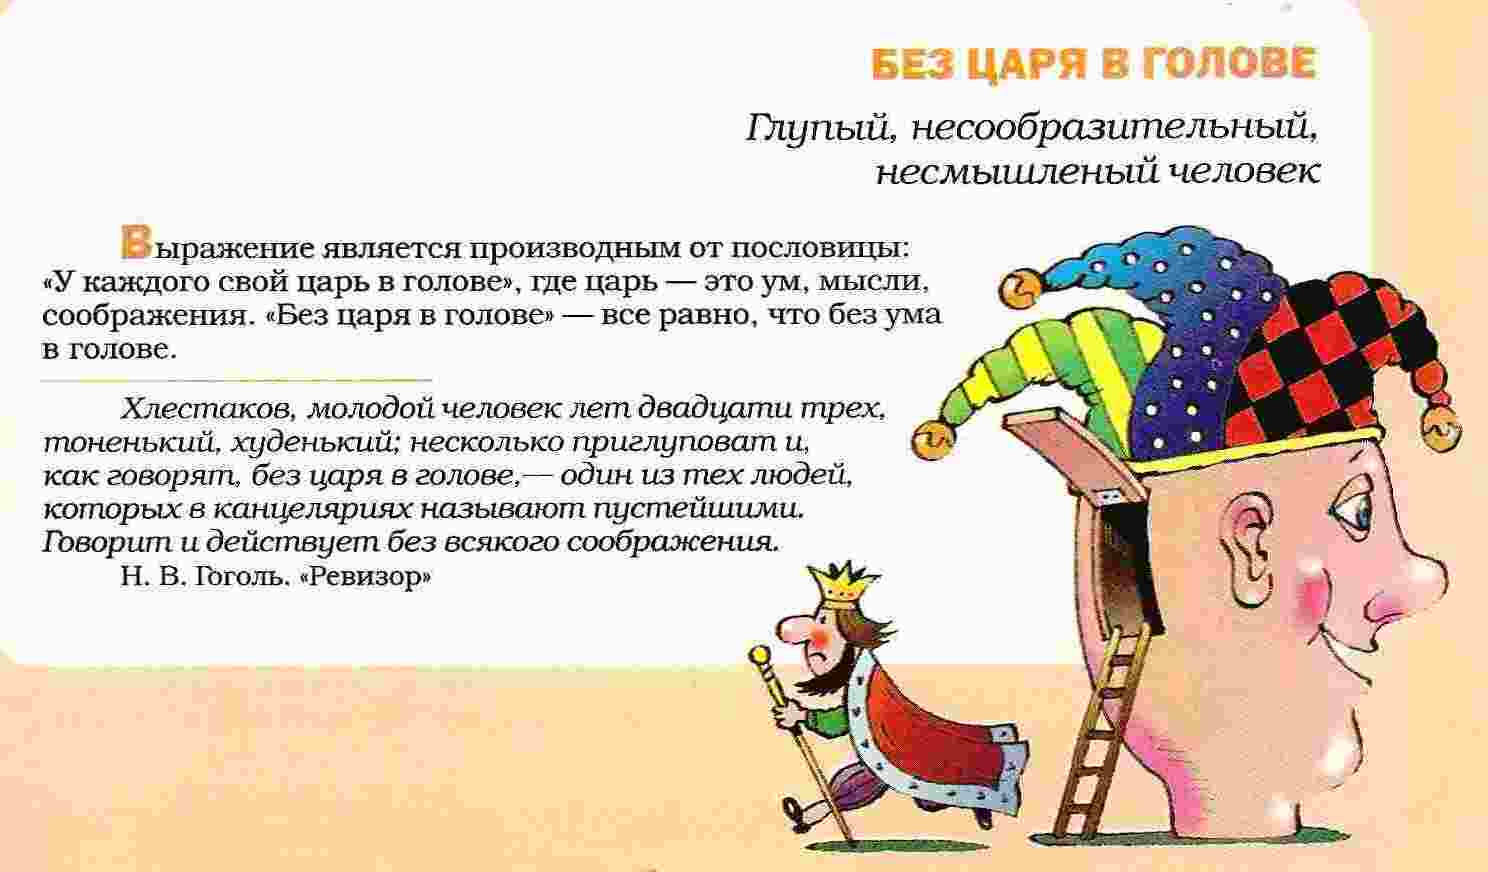 БЕЗ ЦАРЯ В ГОЛОВЕ
Глупый, несообразительный,
несмышленый человек
Выражение является производным от пословицы:
«У каждого свой царь в голове», где царь — это ум, мысли,
соображения. «Без царя в голове» — все равно, что без ума
в голове.
Хлестаков, молодой человек лет двадцати трех,
тоненький, худенький; несколько приглуповат и,
как говорят, без царя в голове,— один из тех людей,
которых в канцеляриях называют пустейшими.
Говорит и действует без всякого соображения.
Н. В. Гоголь. «Ревизор»